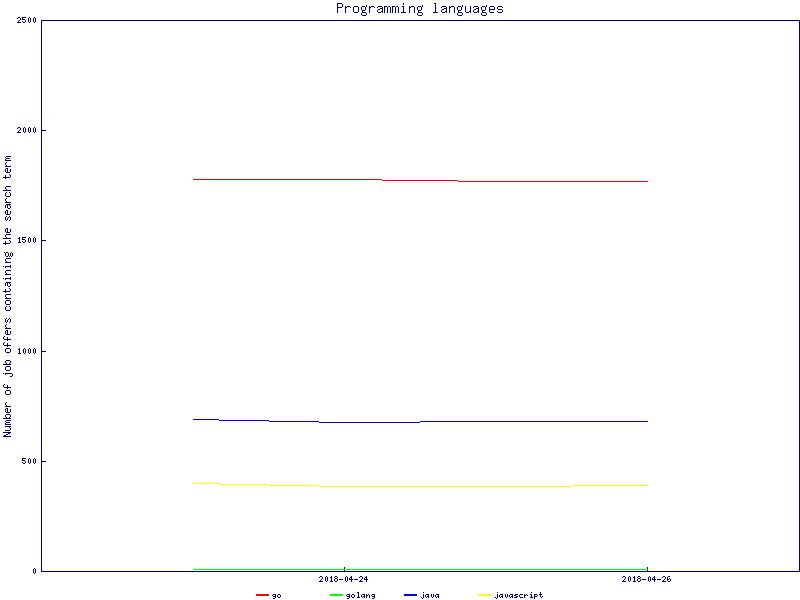 Programming languages
Number of job offers containing the search term
2500
2000
1500
1000
500
0
2018-04-24 2018-04-26
go golang java javascript